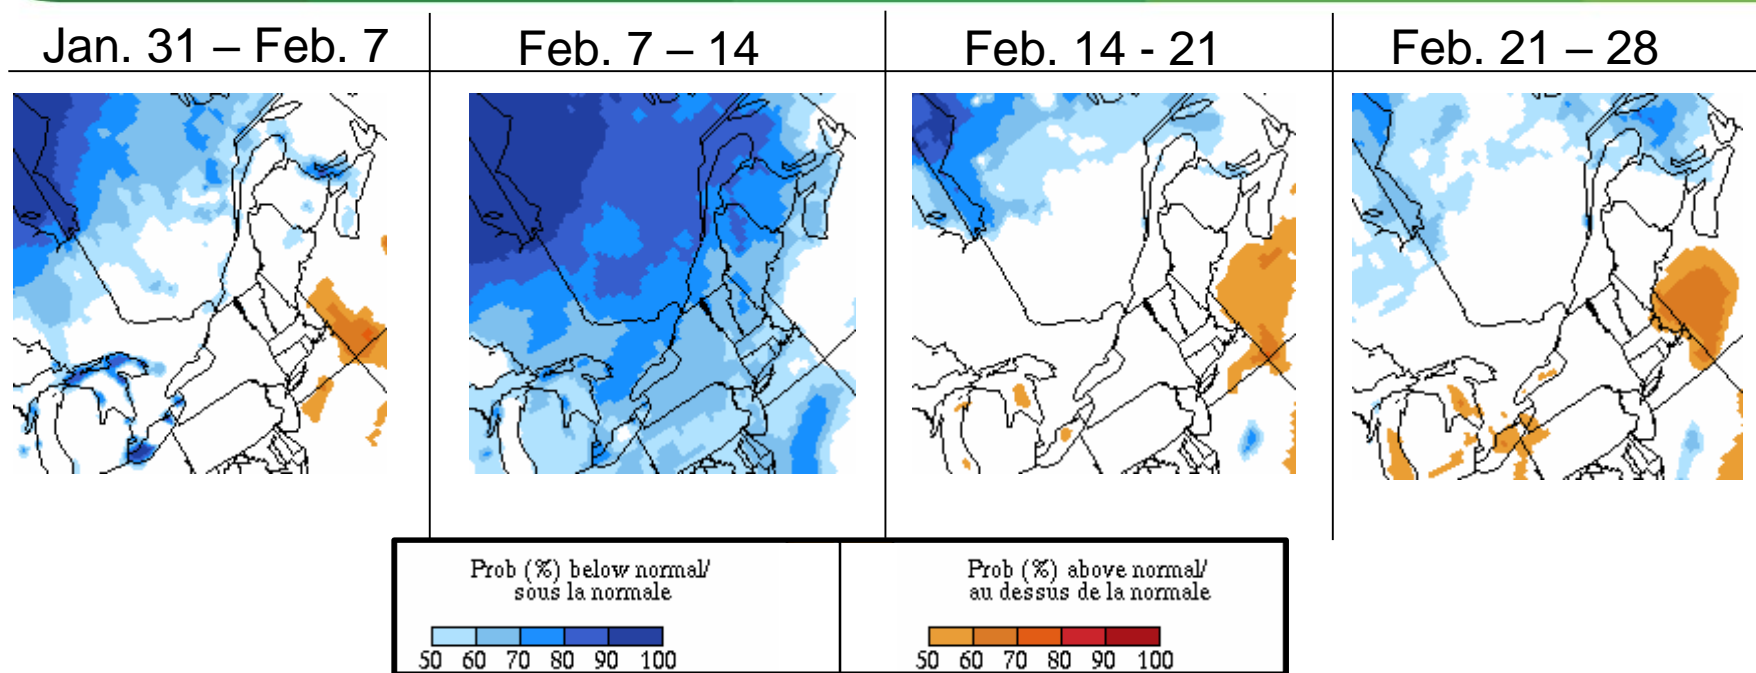 Jan. 31 – Feb. 7
Feb. 7 – 14
Feb. 14 - 21
Feb. 21 – 28
Prob (%) below normal/
sous la normale
50 60 70 80 90 100
Prob (%) above normal/
au dessus de la normale
50 60 70 80 90 100